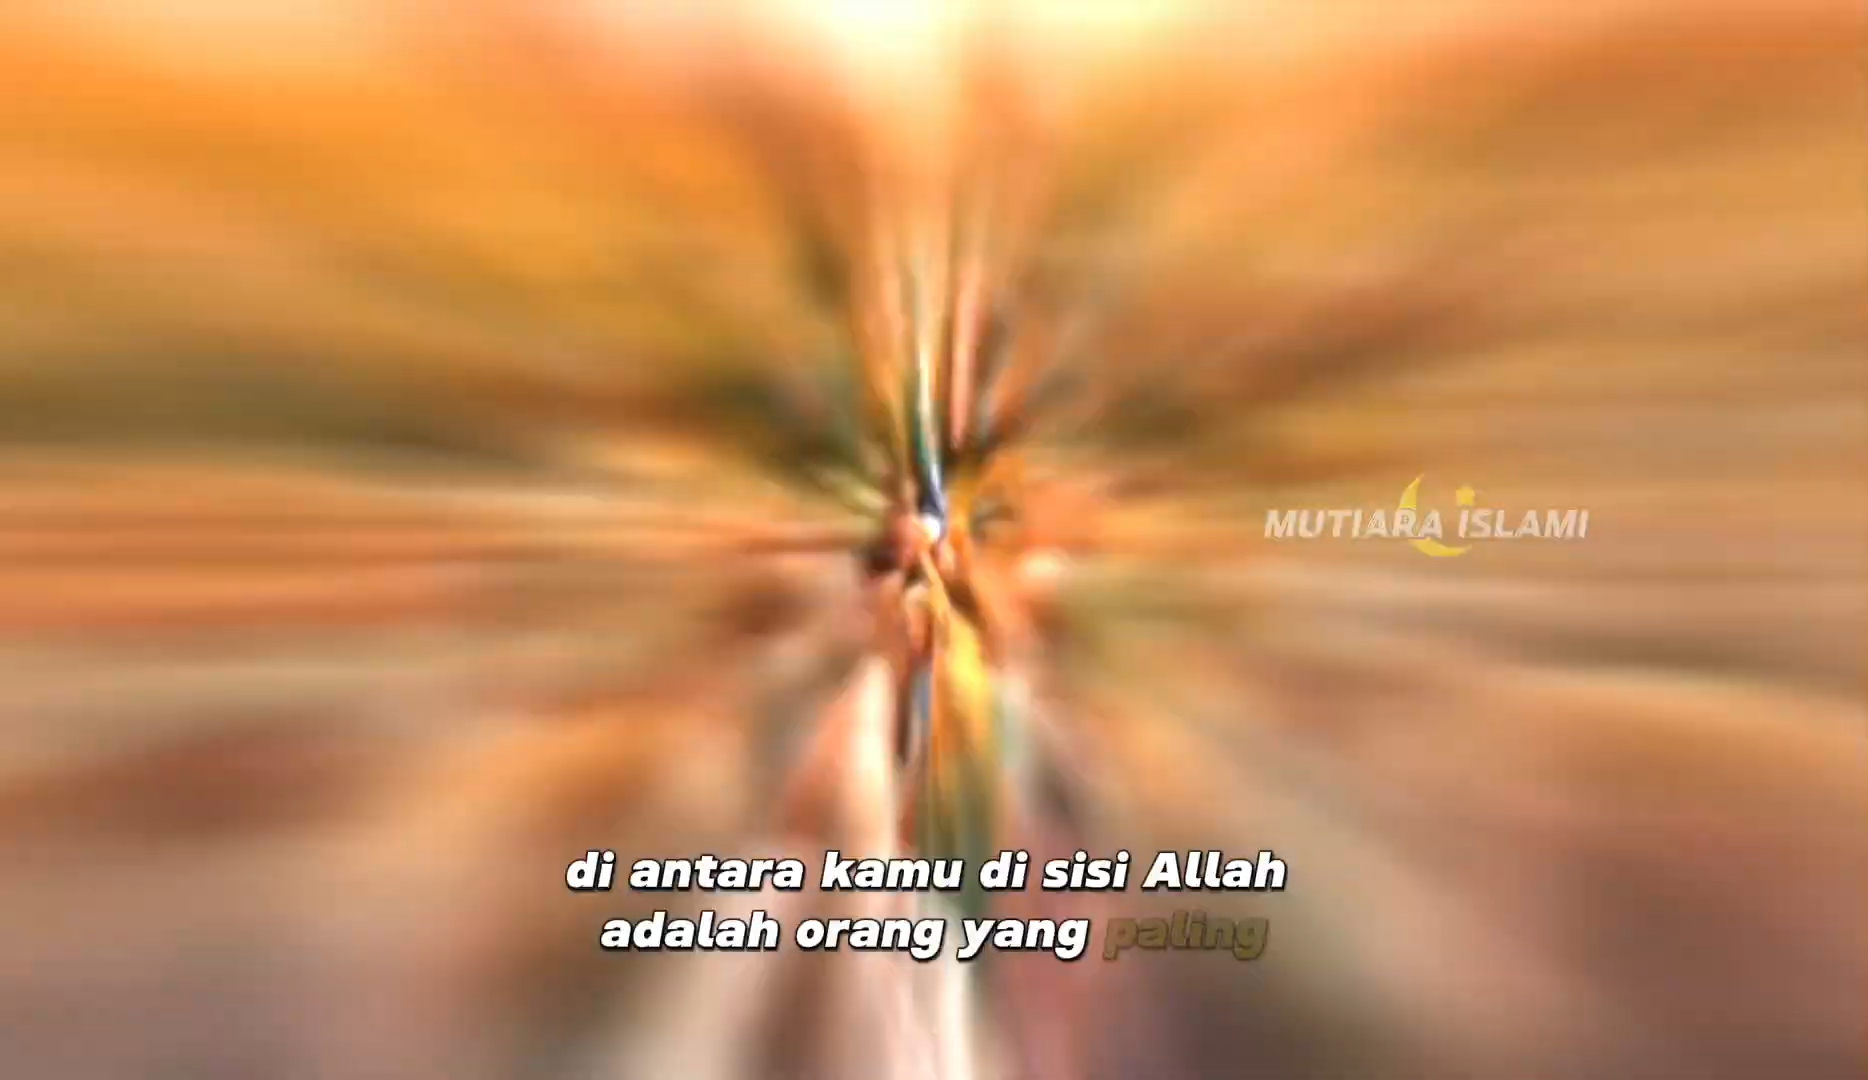 MUTIARA ISLAMI
di antara kamu di sisi Allah
adalah orang yang paling